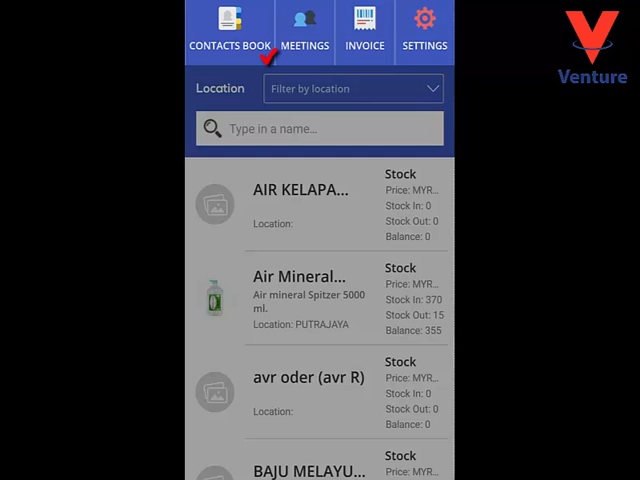 CONTACTS BOOK MEETINGS INVOICE SETTINGS
Venture
Location Filter by location
Type in a name...
AIR KELAPA...
Location:
Stock
Price: MYR...
Stock In: 0
Stock Out: 0
Balance: 0
Air Mineral...
Air mineral Spitzer 5000
ml.
Location: PUTRAJAYA
Stock
Price: MYR...
Stock In: 370
Stock Out: 15
Balance: 355
avr oder (avr R)
Location:
Stock
Price: MYR...
Stock In: 0
Stock Out: 0
Balance: 0
BAJU MELAYU...
Stock
Price: MYR...